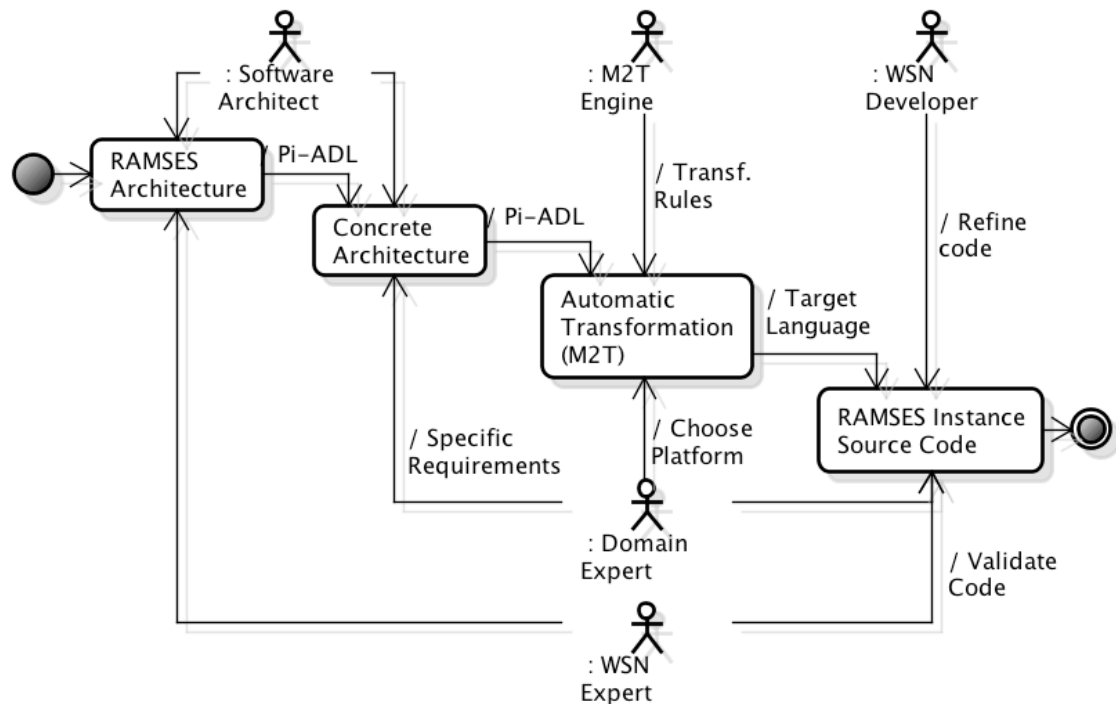 : Software
Architect
: M2T
Engine
: WSN
Developer
RAMSES
Architecture
/ Pi-ADL
Concrete
Architecture
/ Pi-ADL
/ Transf.
Rules
/ Refine
code
Automatic
Transformation
(M2T)
/ Target
Language
RAMSES Instance
Source Code
/ Specific
Requirements
/ Choose
Platform
: Domain
Expert
/ Validate
Code
: WSN
Expert